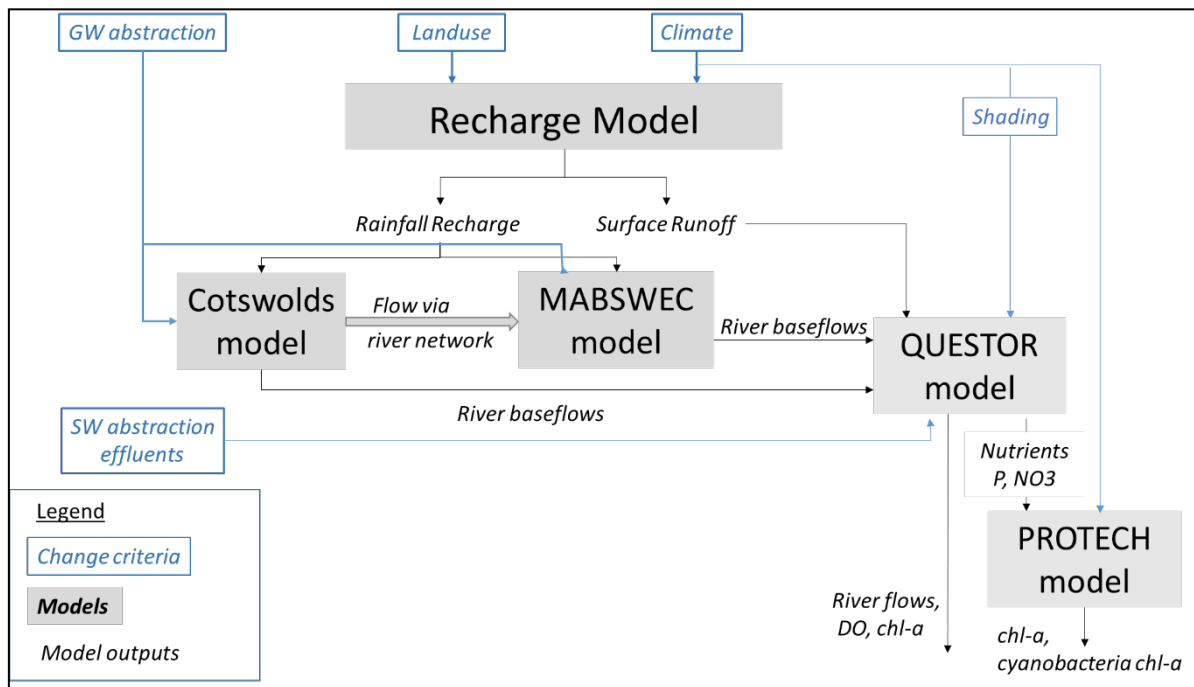 GW abstraction
Landuse
Climate
Recharge Model
Shading
Rainfall Recharge
Surface Runoff
Cotswolds
model
Flow via
river network
MABSWEC
model
River baseflows
QUESTOR
model
River baseflows
SW abstraction
effluents
Nutrients
P, NO3
PROTECH
model
River flows,
DO, chl-a
chl-a,
cyanobacteria chl-a
Legend
Change criteria
Models
Model outputs